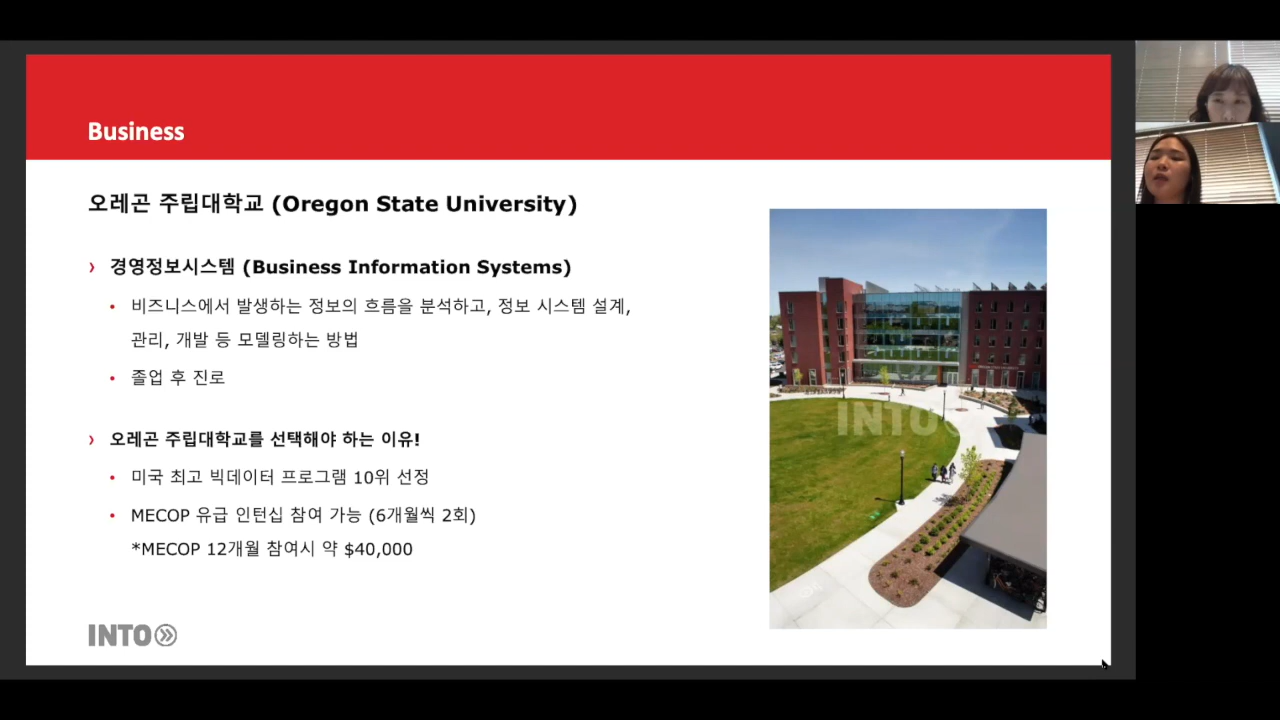 Business
오레곤 주립대학교 (Oregon State University)
› 경영정보시스템 (Business Information Systems)
• 비즈니스에서 발생하는 정보의 흐름을 분석하고, 정보 시스템 설계,
관리, 개발 등 모델링하는 방법
• 졸업 후 진로
› 오레곤 주립대학교를 선택해야 하는 이유!
• 미국 최고 빅데이터 프로그램 10위 선정
• MECOP 유급 인턴십 참여 가능 (6개월씩 2회)
*MECOP 12개월 참여시 약 $40,000
INTO
INTO